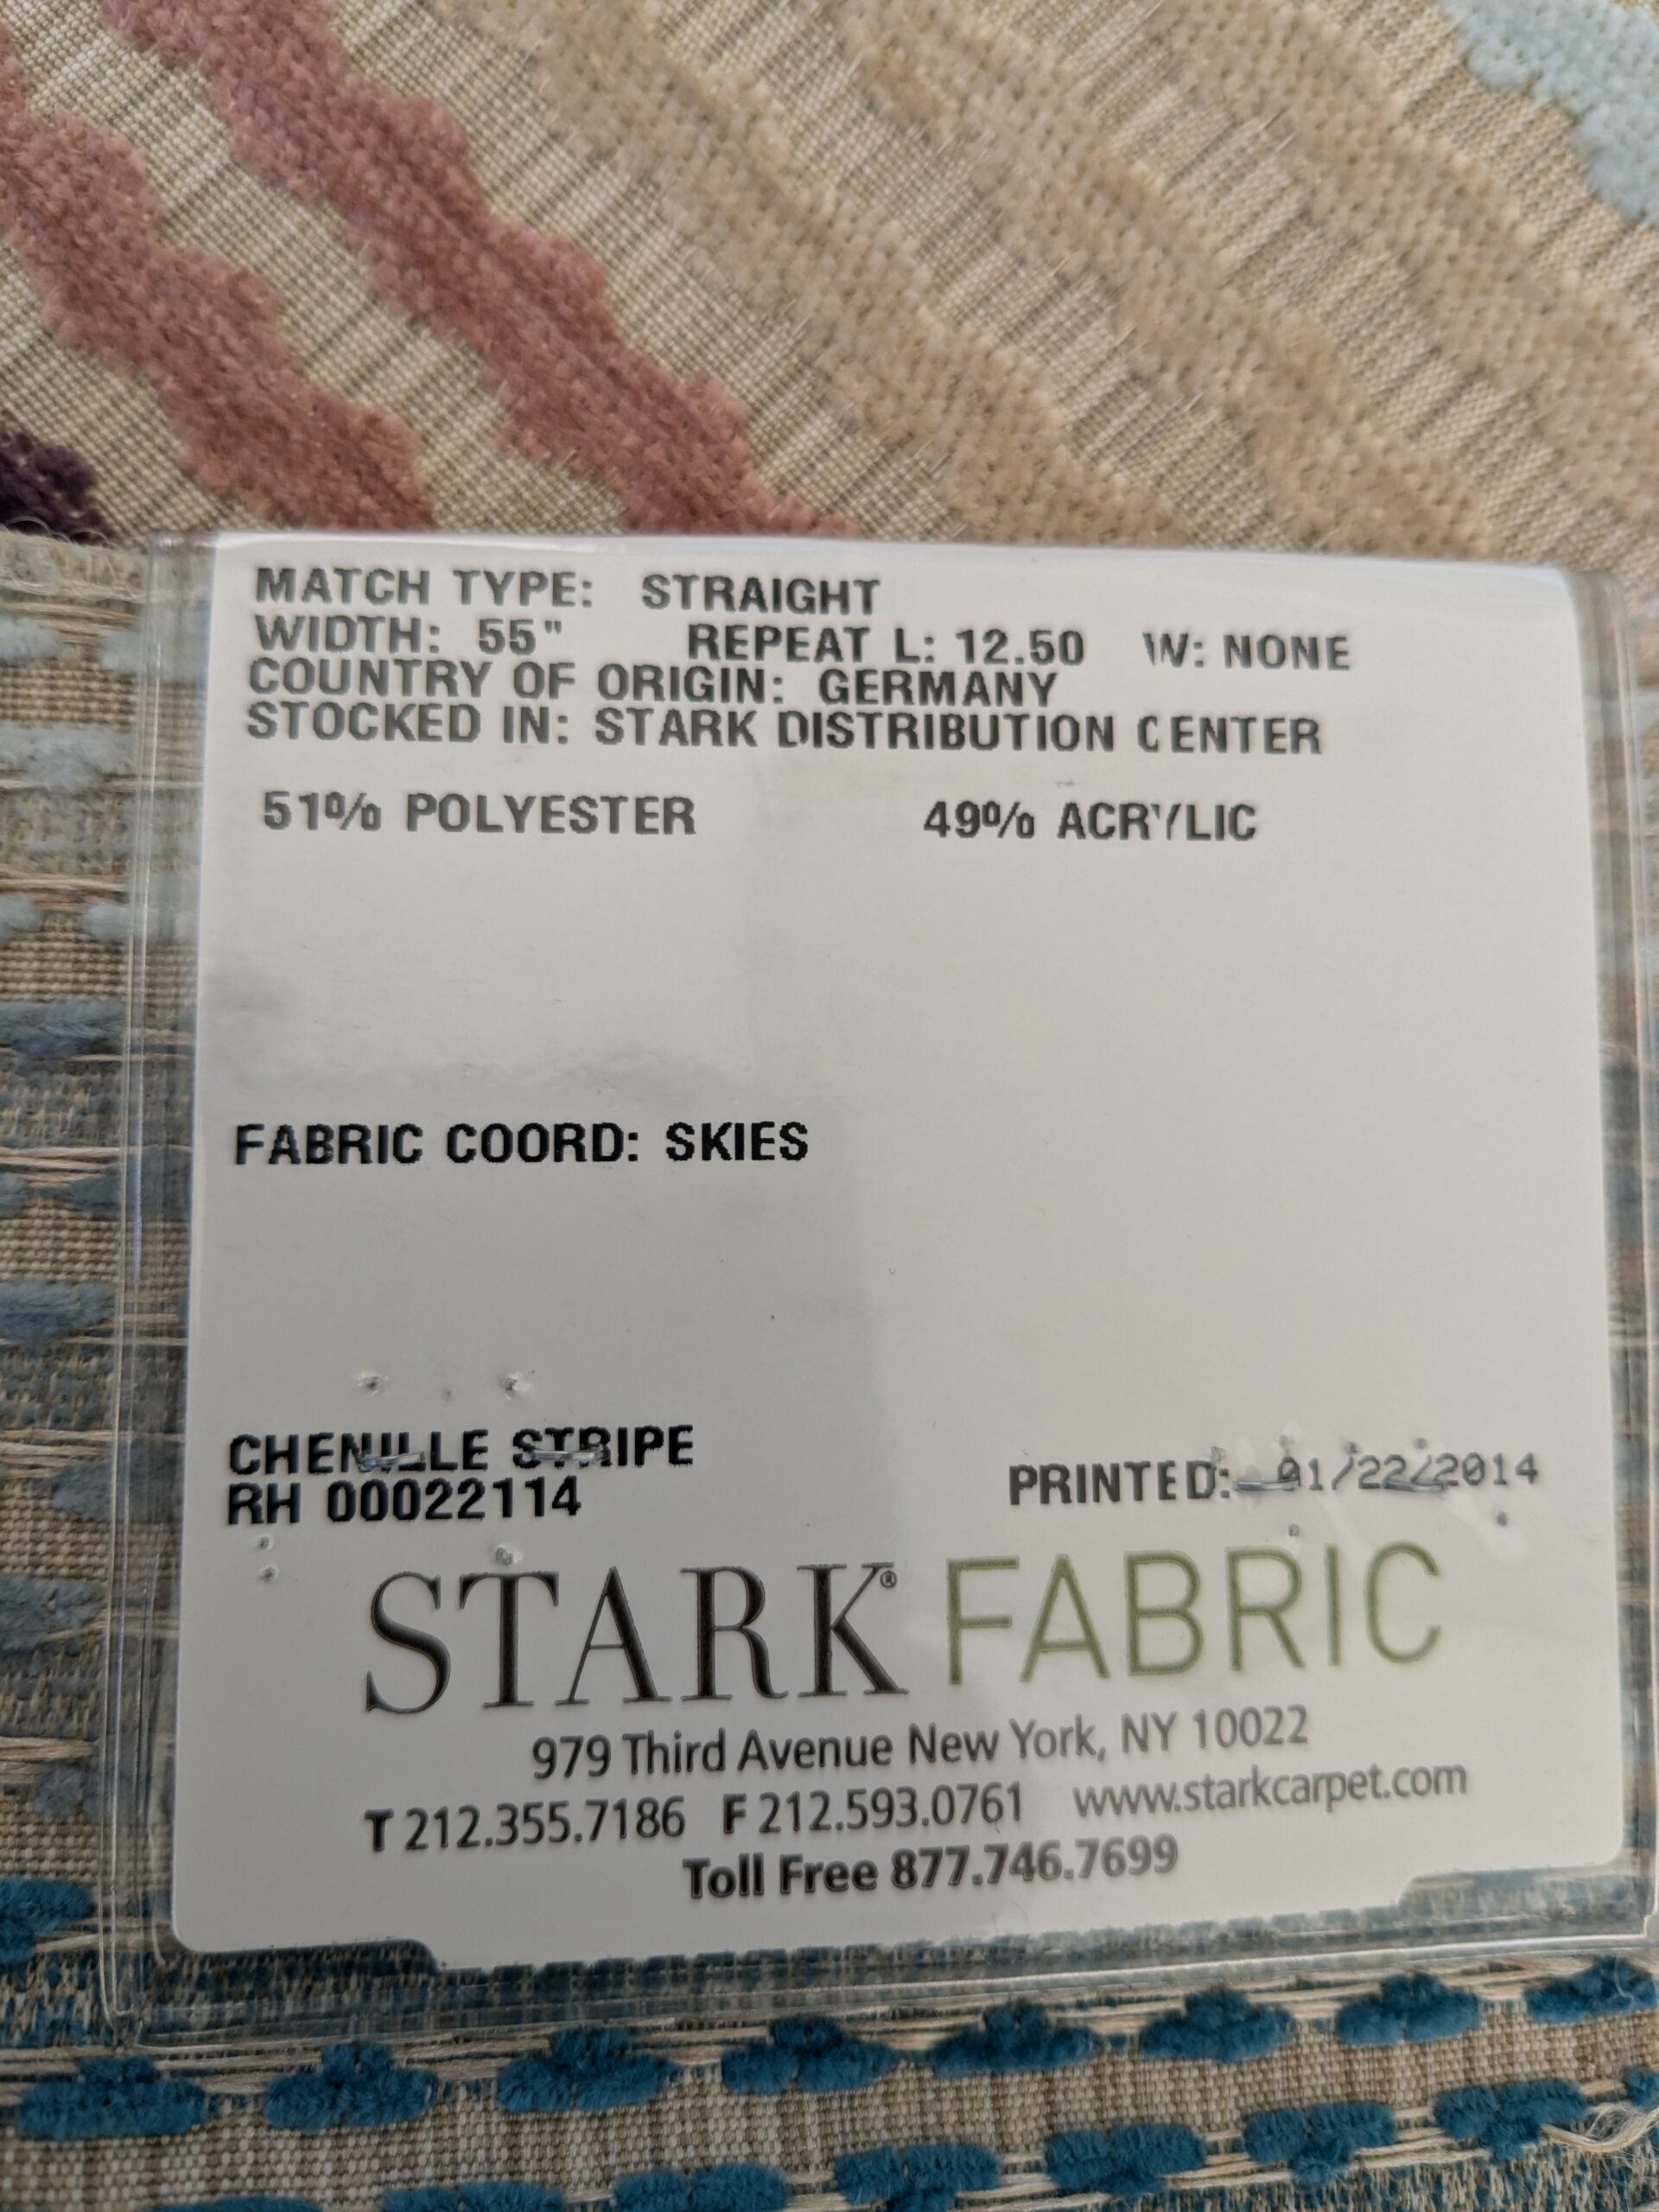 MATCH TYPE: STRAIGHT
WIDTH: 55" REPEAT L: 12.50 W: NONE
COUNTRY OF ORIGIN: GERMANY
STOCKED IN: STARK DISTRIBUTION CENTER
51% POLYESTER 49% ACRYLIC
FABRIC COORD: SKIES
CHENILLE STRIPE
RH 00022114
PRINTED: 01/22/2014
STARK® FABRIC
979 Third Avenue New York, NY 10022
T 212.355.7186 F 212.593.0761 www.starkcarpet.com
Toll Free 877.746.7699